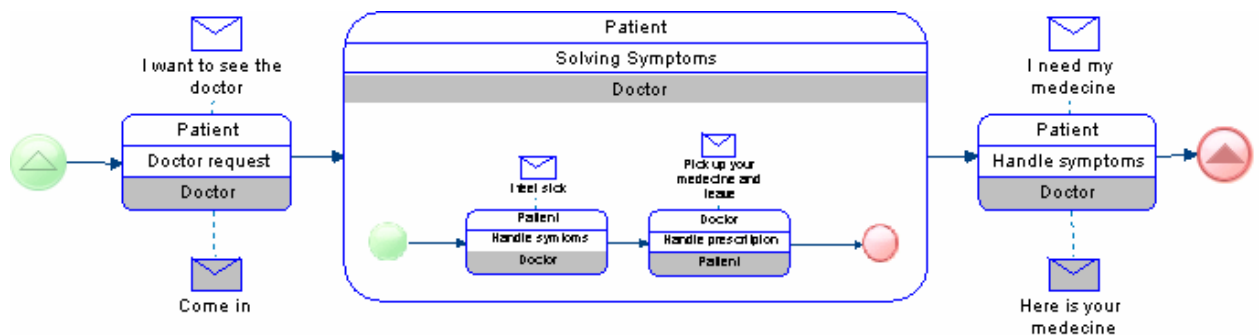 I want to see the
doctor
Patient
Doctor request
Doctor
Come in
Patient
Solving Symptoms
Doctor
I feel sick
Patient
Handle symtoms
Doctor
Pick up your
medecine and
leave
Doctor
Handle prescription
Patient
I need my
medecine
Patient
Handle symptoms
Doctor
Here is your
medecine